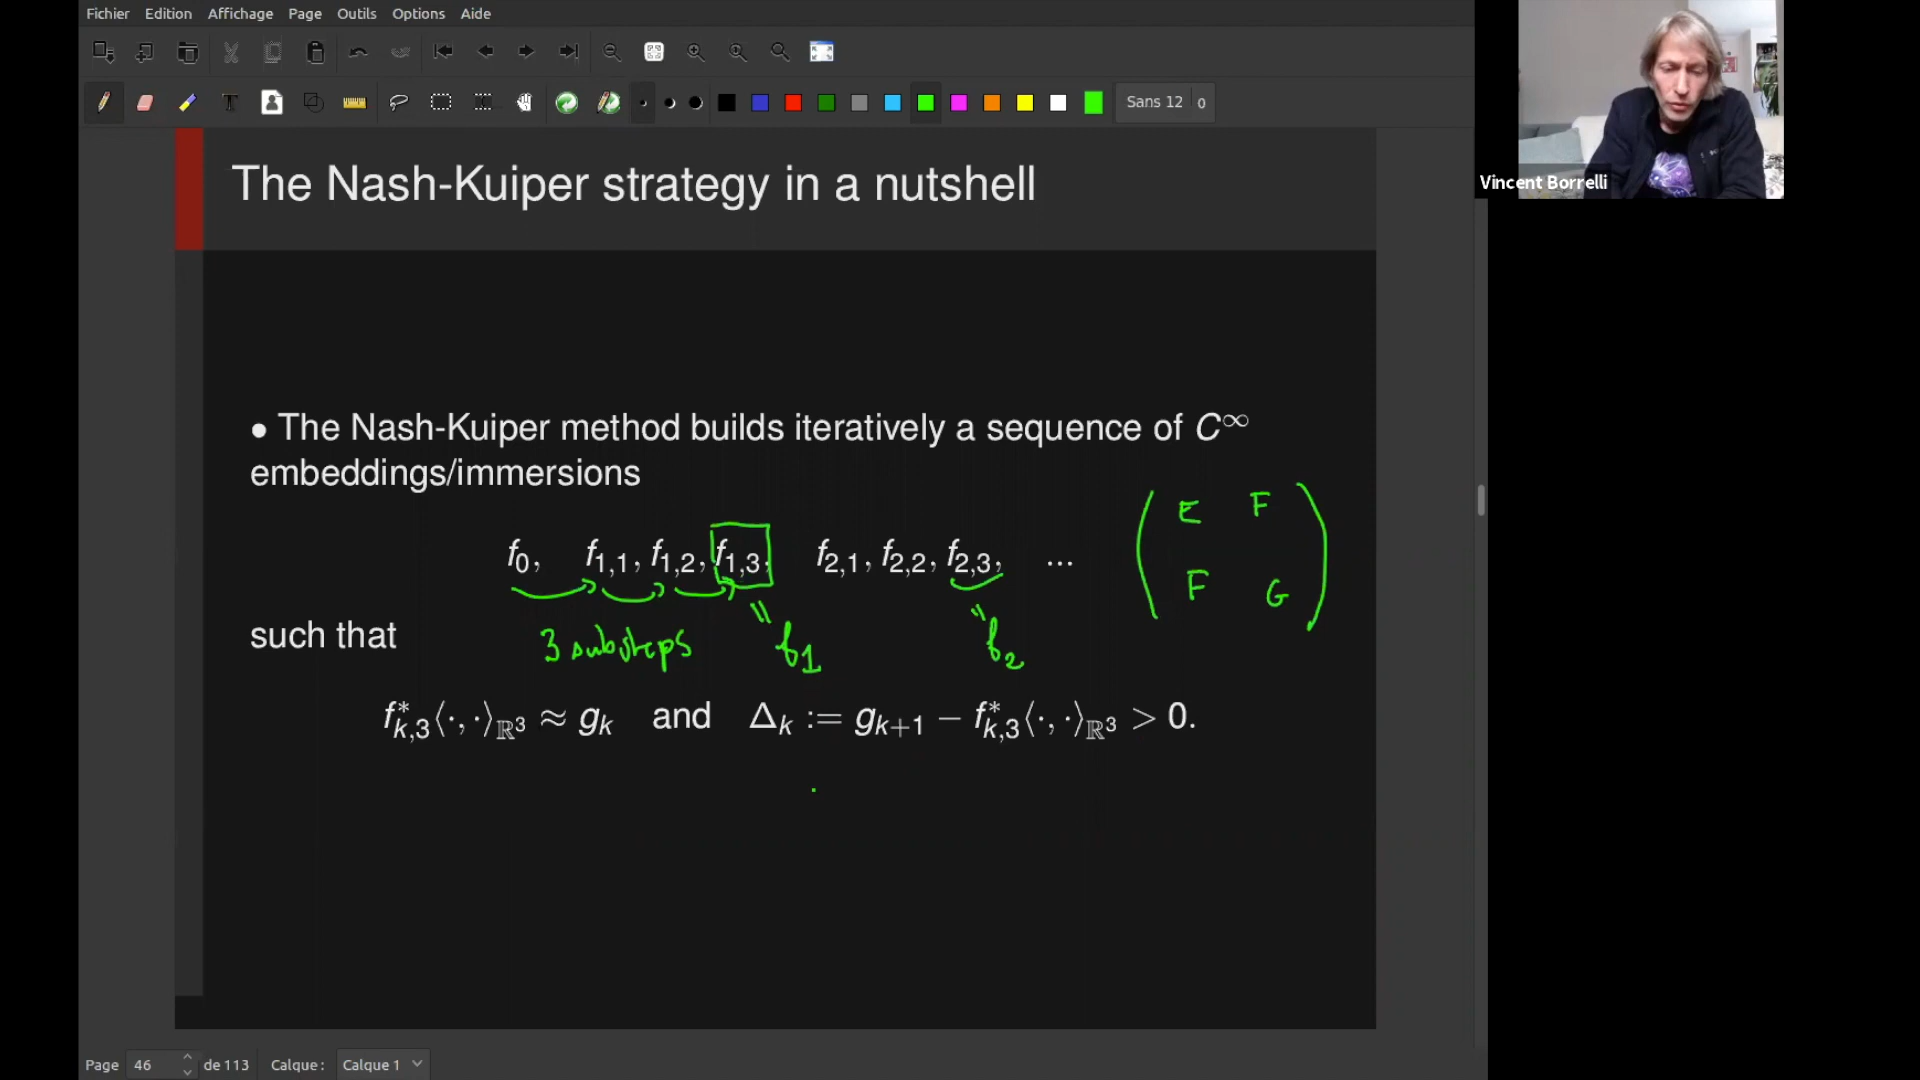 Fichier Edition Affichage Page Outils Options Aide
Sans 12 0
Vincent Borrelli
The Nash-Kuiper strategy in a nutshell
• The Nash-Kuiper method builds iteratively a sequence of C^∞
embeddings/immersions
E F
f_0, f_{1,1}, f_{1,2}, f_{1,3}, f_{2,1}, f_{2,2}, f_{2,3}, ...
F G
such that
3 substeps
" f_1
" f_2
f^*_{k,3}⟨·,·⟩_{ℝ^3} ≈ g_k and Δ_k := g_{k+1} − f^*_{k,3}⟨·,·⟩_{ℝ^3} > 0.
Page 46 de 113 Calque : Calque 1